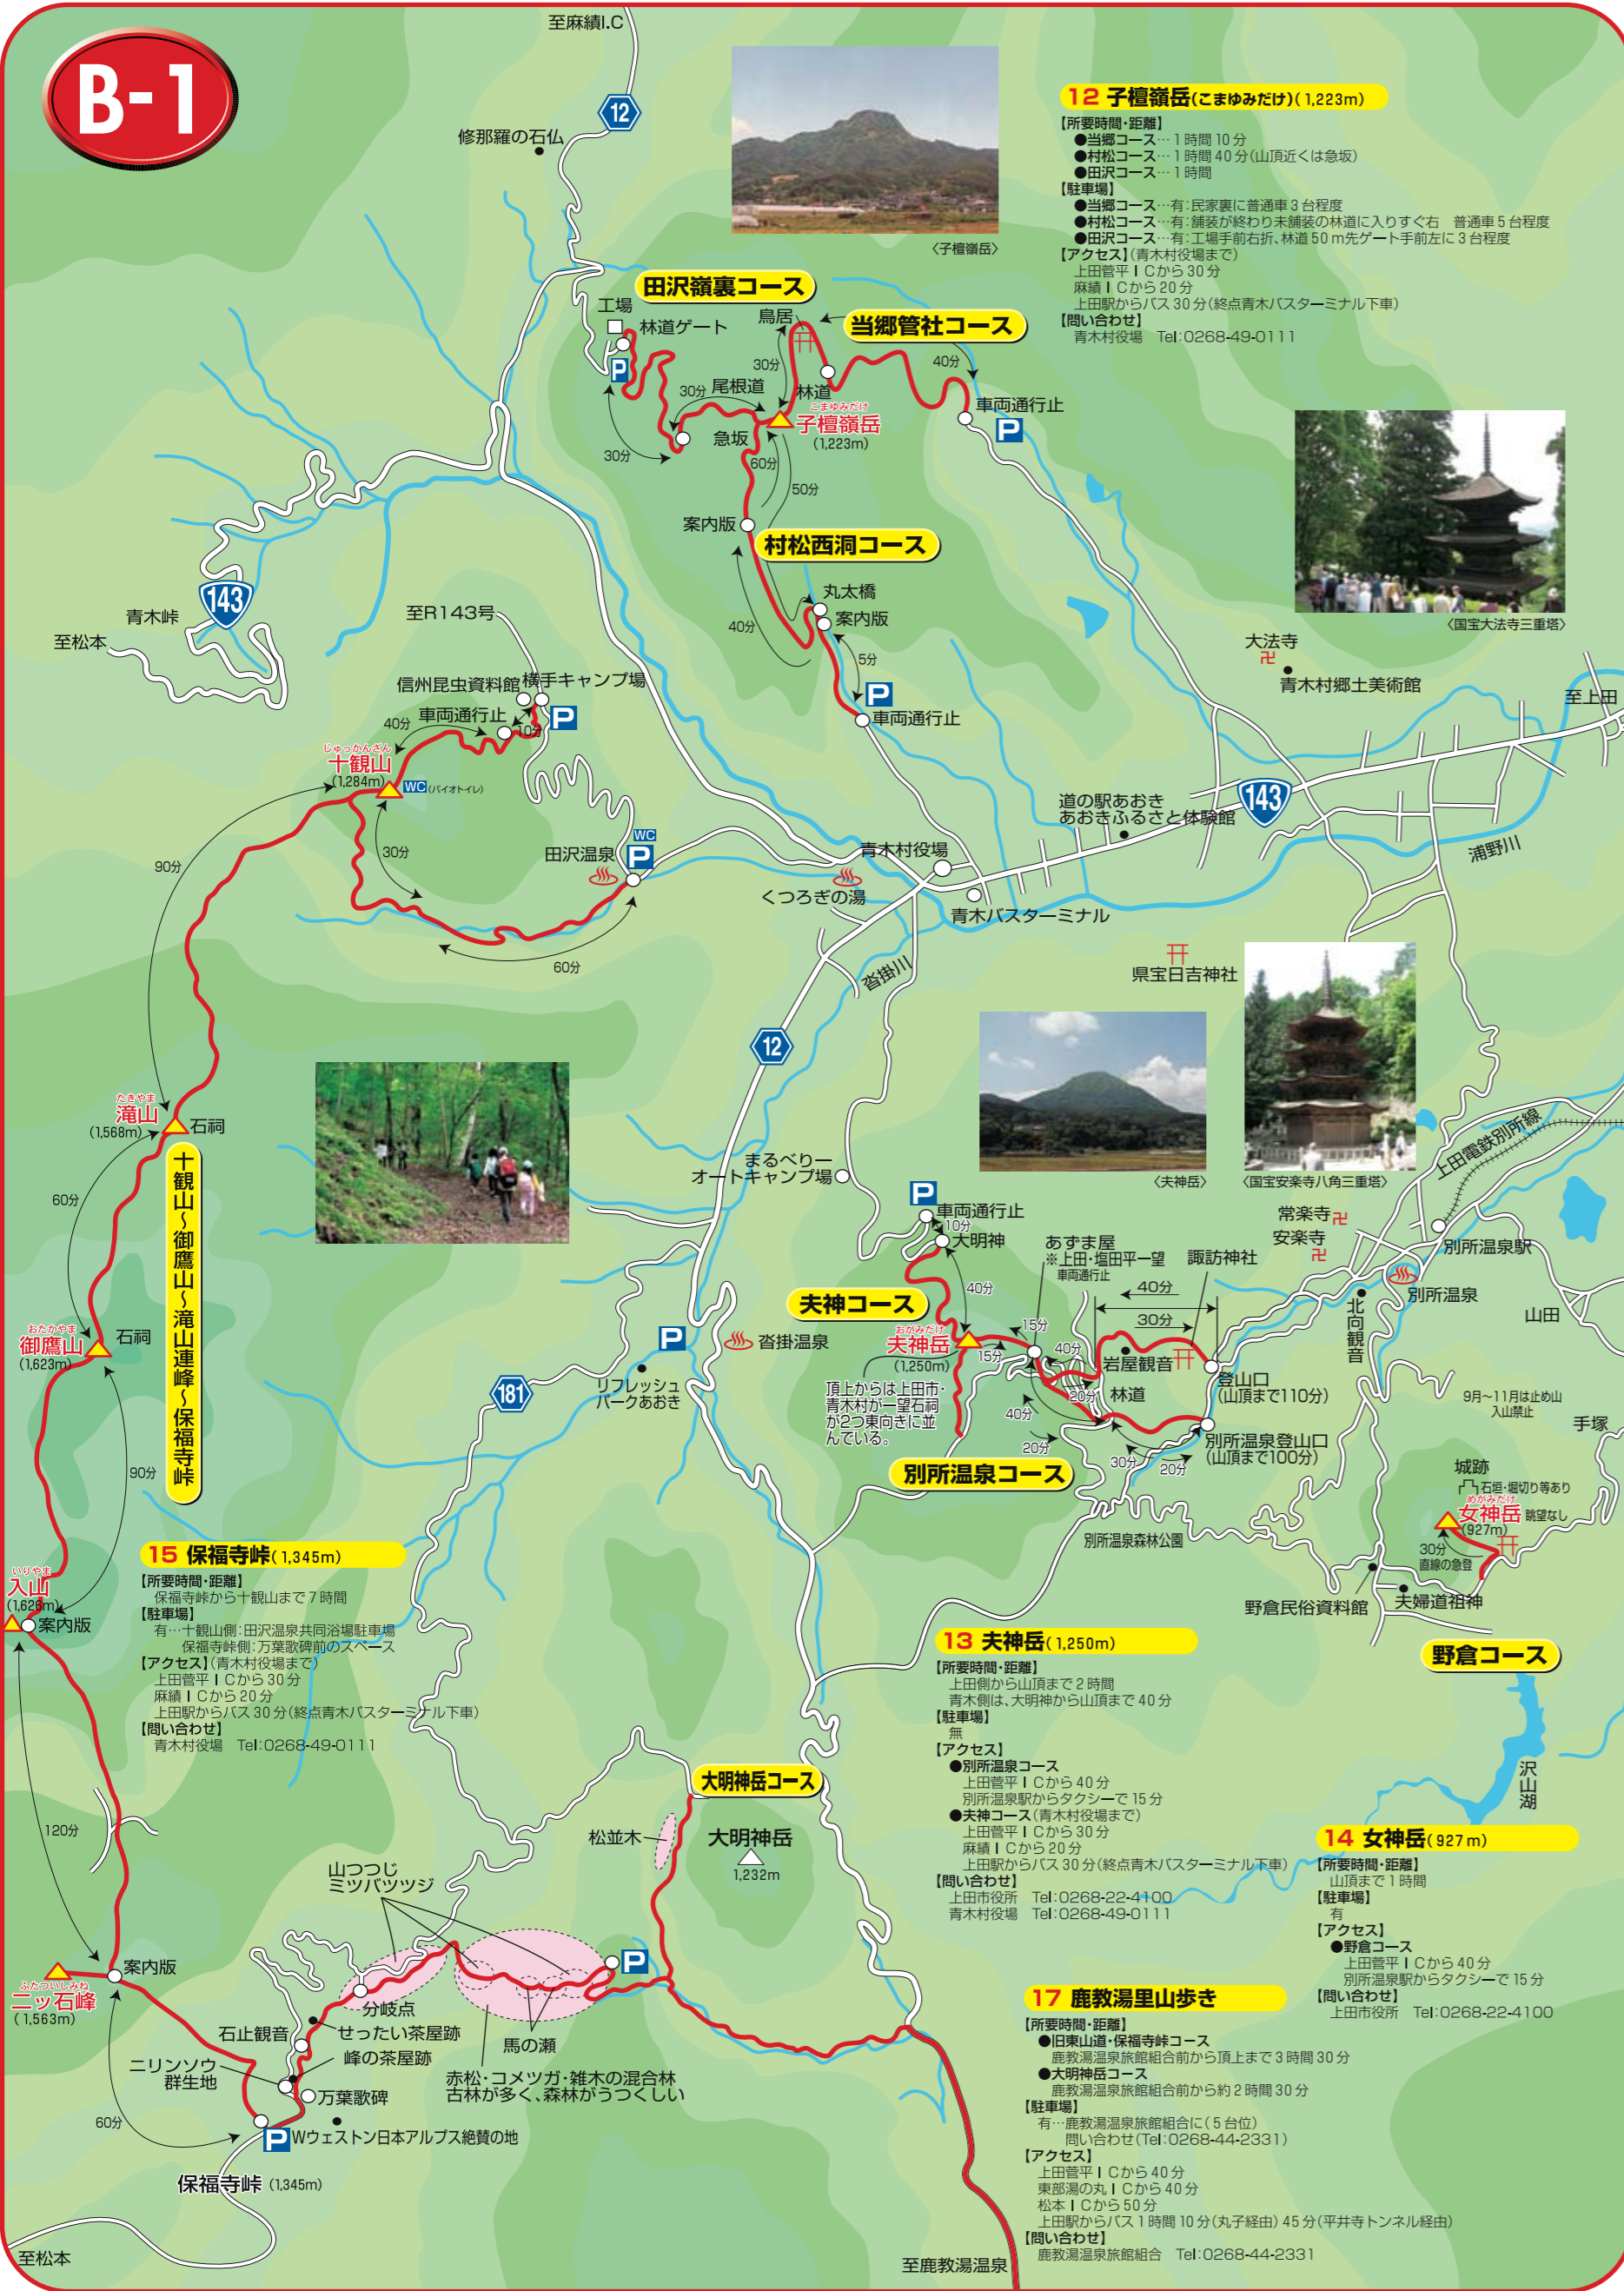 B-1
至麻績I.C
12
修那羅の石仏
〈子檀嶺岳〉
12 子檀嶺岳(こまゆみだけ)(1,223m)
【所要時間・距離】
●当郷コース…1時間10分
●村松コース…1時間40分(山頂近くは急坂)
●田沢コース…1時間
【駐車場】
●当郷コース…有:民家裏に普通車3台程度
●村松コース…有:舗装が終わり未舗装の林道に入りすぐ右 普通車5台程度
●田沢コース…有:工場手前右折、林道50m先ゲート手前左に3台程度
【アクセス】(青木村役場まで)
上田菅平ICから30分
麻績ICから20分
上田駅からバス30分(終点青木バスターミナル下車)
【問い合わせ】
青木村役場 Tel:0268-49-0111
田沢嶺裏コース
工場
林道ゲート
P
鳥居
当郷管社コース
40分
30分
30分
尾根道
林道
車両通行止
P
こまゆみだけ
子檀嶺岳
(1,223m)
急坂
30分
60分
50分
案内版
村松西洞コース
丸太橋
案内版
40分
5分
P
車両通行止
〈国宝大法寺三重塔〉
大法寺
青木村郷土美術館
至上田
143
青木峠
至松本
至R143号
信州昆虫資料館
横手キャンプ場
車両通行止
P
40分
10分
じゅっかんざん
十観山
(1,284m)
WC(バイオトイレ)
30分
90分
田沢温泉
WC
P
60分
143
道の駅あおき
あおきふるさと体験館
青木村役場
くつろぎの湯
青木バスターミナル
浦野川
沓掛川
県宝日吉神社
12
たきやま
滝山
(1,568m)
石祠
60分
十観山〜御鷹山〜滝山連峰〜保福寺峠
おたかやま
御鷹山
(1,623m)
石祠
90分
いりやま
入山
(1,626m)
案内版
〈夫神岳〉
〈国宝安楽寺八角三重塔〉
まるべりー
オートキャンプ場
P
車両通行止
10分
大明神
40分
夫神コース
おがみだけ
夫神岳
(1,250m)
頂上からは上田市・
青木村が一望石祠
が2つ東向きに並
んでいる。
あずま屋
※上田・塩田平一望
車両通行止
諏訪神社
40分
30分
15分
15分
40分
岩屋観音
20分
林道
登山口
(山頂まで110分)
40分
20分
30分
20分
別所温泉登山口
(山頂まで100分)
別所温泉コース
別所温泉森林公園
上田電鉄別所線
常楽寺
安楽寺
別所温泉駅
別所温泉
北向観音
山田
9月〜11月は止め山
入山禁止
手塚
城跡
石垣・堀切り等あり
めがみだけ
女神岳
眺望なし
(927m)
30分
直線の急登
野倉民俗資料館
夫婦道祖神
野倉コース
沢山湖
P
沓掛温泉
リフレッシュ
パークあおき
181
15 保福寺峠(1,345m)
【所要時間・距離】
保福寺峠から十観山まで7時間
【駐車場】
有…十観山側:田沢温泉共同浴場駐車場
保福寺峠側:万葉歌碑前のスペース
【アクセス】(青木村役場まで)
上田菅平ICから30分
麻績ICから20分
上田駅からバス30分(終点青木バスターミナル下車)
【問い合わせ】
青木村役場 Tel:0268-49-0111
13 夫神岳(1,250m)
【所要時間・距離】
上田側から山頂まで2時間
青木側は、大明神から山頂まで40分
【駐車場】
無
【アクセス】
●別所温泉コース
上田菅平ICから40分
別所温泉駅からタクシーで15分
●夫神コース(青木村役場まで)
上田菅平ICから30分
麻績ICから20分
上田駅からバス30分(終点青木バスターミナル下車)
【問い合わせ】
上田市役所 Tel:0268-22-4100
青木村役場 Tel:0268-49-0111
14 女神岳(927m)
【所要時間・距離】
山頂まで1時間
【駐車場】
有
【アクセス】
●野倉コース
上田菅平ICから40分
別所温泉駅からタクシーで15分
【問い合わせ】
上田市役所 Tel:0268-22-4100
17 鹿教湯里山歩き
【所要時間・距離】
●旧東山道・保福寺峠コース
鹿教湯温泉旅館組合前から頂上まで3時間30分
●大明神岳コース
鹿教湯温泉旅館組合前から約2時間30分
【駐車場】
有…鹿教湯温泉旅館組合に(5台位)
問い合わせ(Tel:0268-44-2331)
【アクセス】
上田菅平ICから40分
東部湯の丸ICから40分
松本ICから50分
上田駅からバス1時間10分(丸子経由)45分(平井寺トンネル経由)
【問い合わせ】
鹿教湯温泉旅館組合 Tel:0268-44-2331
120分
大明神岳コース
松並木
大明神岳
1,232m
山つつじ
ミツバツツジ
P
案内版
ふたついしみね
二ッ石峰
(1,563m)
分岐点
せったい茶屋跡
石止観音
峰の茶屋跡
ニリンソウ
群生地
万葉歌碑
馬の瀬
赤松・コメツガ・雑木の混合林
古林が多く、森林がうつくしい
60分
P
Wウェストン日本アルプス絶賛の地
保福寺峠(1,345m)
至松本
至鹿教湯温泉